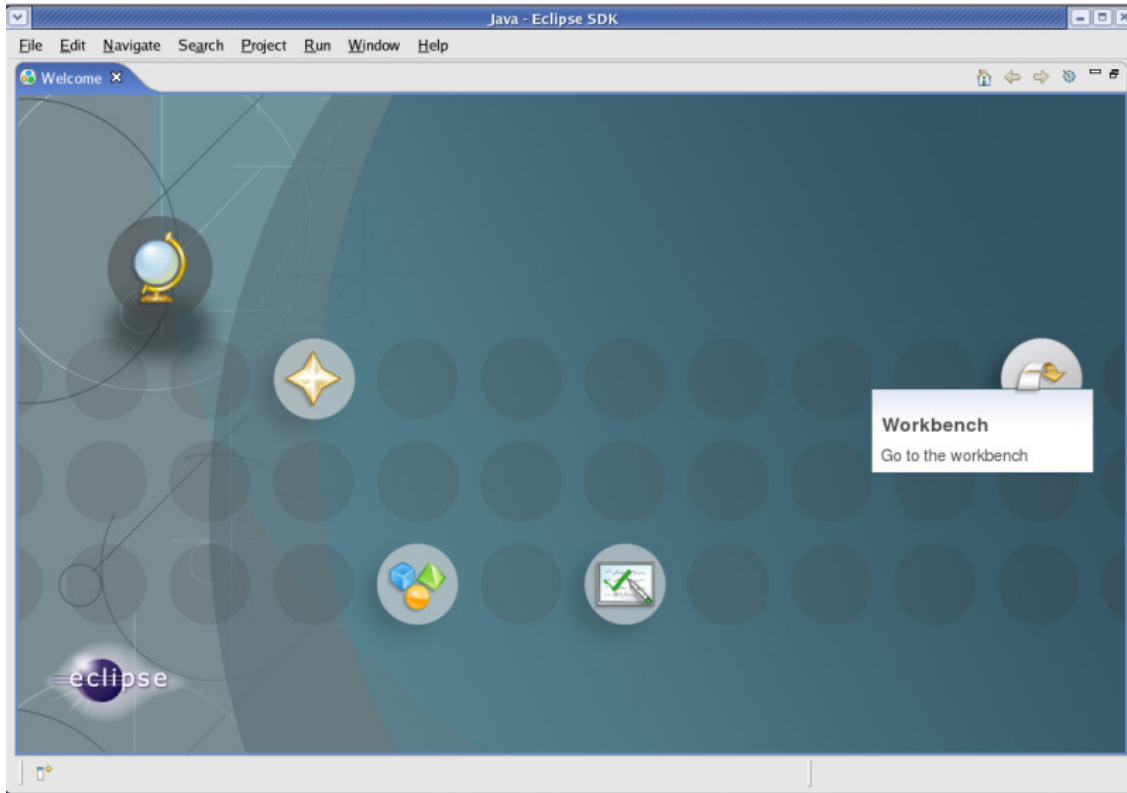 Java - Eclipse SDK
File Edit Navigate Search Project Run Window Help
Welcome
Workbench
Go to the workbench
eclipse